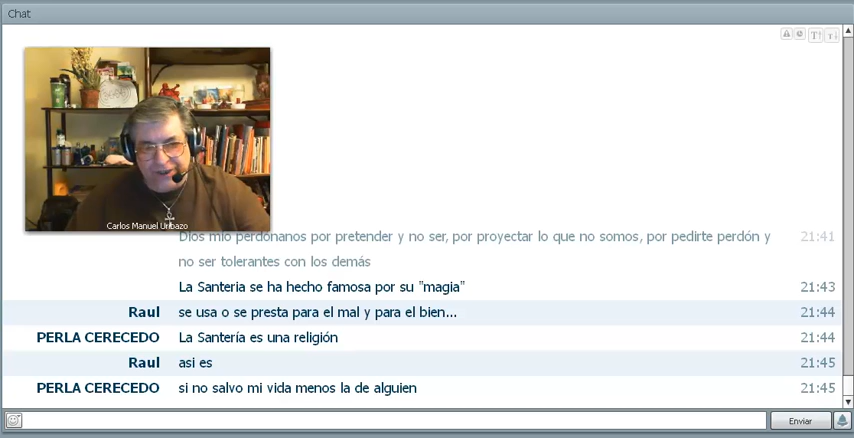 Chat
Carlos Manuel Uribazo
Dios mio perdónanos por pretender y no ser, por proyectar lo que no somos, por pedirte perdón y 21:41
no ser tolerantes con los demás
La Santeria se ha hecho famosa por su "magia" 21:43
Raul se usa o se presta para el mal y para el bien... 21:44
PERLA CERECEDO La Santería es una religión 21:44
Raul asi es 21:45
PERLA CERECEDO si no salvo mi vida menos la de alguien 21:45
Enviar